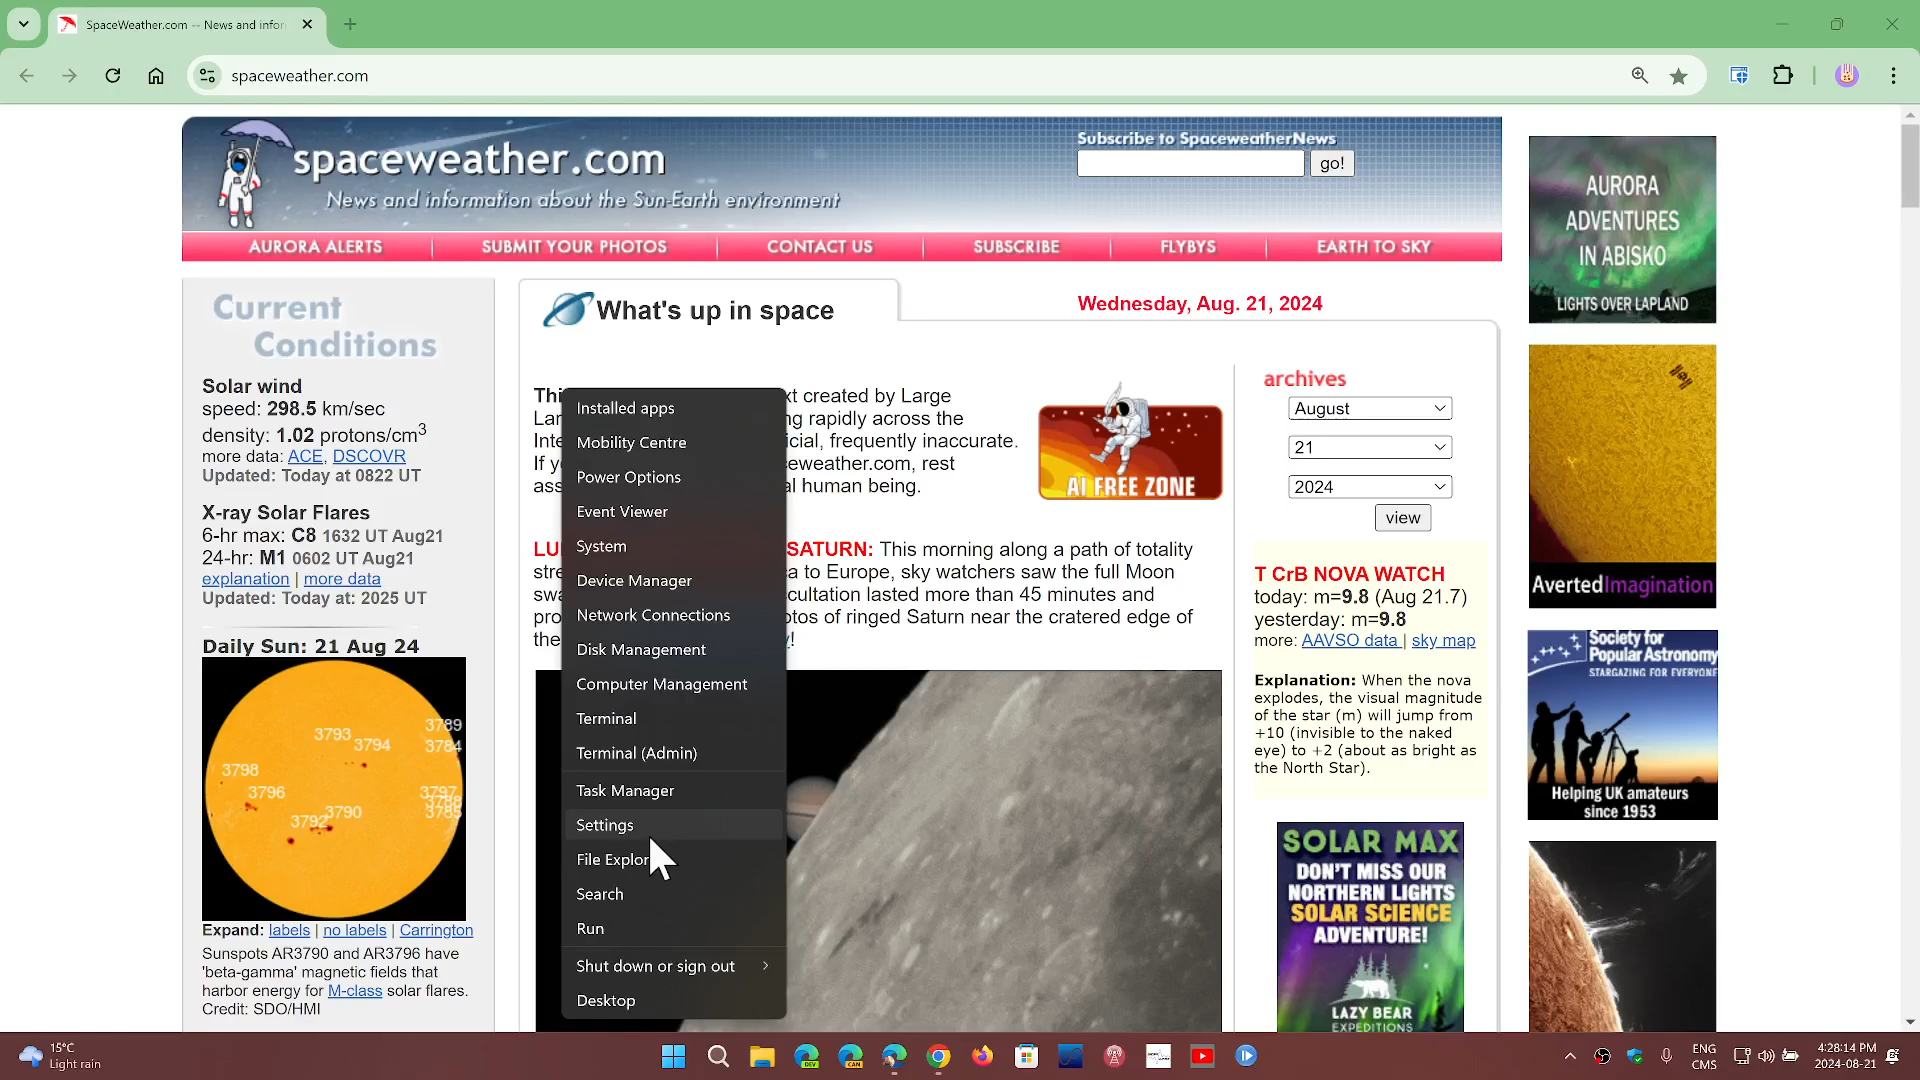 SpaceWeather.com -- News and infor
spaceweather.com
spaceweather.com
News and information about the Sun-Earth environment
Subscribe to SpaceweatherNews
go!
AURORA ALERTS
SUBMIT YOUR PHOTOS
CONTACT US
SUBSCRIBE
FLYBYS
EARTH TO SKY
Current
Conditions
Solar wind
speed: 298.5 km/sec
density: 1.02 protons/cm3
more data: ACE, DSCOVR
Updated: Today at 0822 UT
X-ray Solar Flares
6-hr max: C8 1632 UT Aug21
24-hr: M1 0602 UT Aug21
explanation | more data
Updated: Today at: 2025 UT
Daily Sun: 21 Aug 24
3789
3793
3794
3784
3798
3796
3797
3790
3792
3785
Expand: labels | no labels | Carrington
Sunspots AR3790 and AR3796 have
'beta-gamma' magnetic fields that
harbor energy for M-class solar flares.
Credit: SDO/HMI
What's up in space
Wednesday, Aug. 21, 2024
created by Large
rapidly across the
frequently inaccurate.
rest
human being.
AI FREE ZONE
SATURN: This morning along a path of totality
to Europe, sky watchers saw the full Moon
lasted more than 45 minutes and
of ringed Saturn near the cratered edge of
the
Installed apps
Mobility Centre
Power Options
Event Viewer
System
Device Manager
Network Connections
Disk Management
Computer Management
Terminal
Terminal (Admin)
Task Manager
Settings
File Explor
Search
Run
Shut down or sign out
Desktop
archives
August
21
2024
view
T CrB NOVA WATCH
today: m=9.8 (Aug 21.7)
yesterday: m=9.8
more: AAVSO data | sky map
Explanation: When the nova
explodes, the visual magnitude
of the star (m) will jump from
+10 (invisible to the naked
eye) to +2 (about as bright as
the North Star).
SOLAR MAX
DON'T MISS OUR
NORTHERN LIGHTS
SOLAR SCIENCE
ADVENTURE!
LAZY BEAR
EXPEDITIONS
AURORA
ADVENTURES
IN ABISKO
LIGHTS OVER LAPLAND
AvertedImagination
Society for
Popular Astronomy
STARGAZING FOR EVERYONE
Helping UK amateurs
since 1953
15°C
Light rain
DEV
CAN
ENG
CMS
4:28:14 PM
2024-08-21